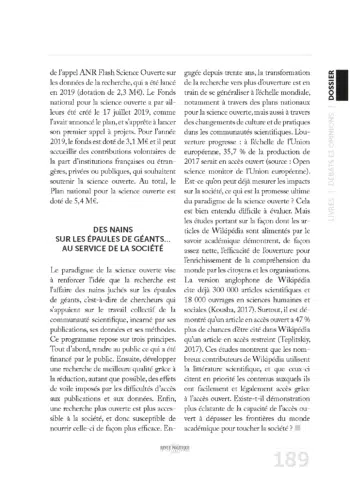 de l'appel ANR Flash Science Ouverte sur
les données de la recherche, qui a été lancé
en 2019 (dotation de 2,3 M€). Le Fonds
national pour la science ouverte a par ail-
leurs été créé le 17 juillet 2019, comme
l'avait annoncé le plan, et s'apprête à lancer
son premier appel à projets. Pour l'année
2019, le fonds est doté de 3,1 M€ et il peut
accueillir des contributions volontaires de
la part d'institutions françaises ou étran-
gères, privées ou publiques, qui souhaitent
soutenir la science ouverte. Au total, le
Plan national pour la science ouverte est
doté de 5,4 M€.
DES NAINS
SUR LES ÉPAULES DE GÉANTS...
AU SERVICE DE LA SOCIÉTÉ
Le paradigme de la science ouverte vise
à renforcer l'idée que la recherche est
l'affaire des nains juchés sur les épaules
de géants, c'est-à-dire de chercheurs qui
s'appuient sur le travail collectif de la
communauté scientifique, incarné par ses
publications, ses données et ses méthodes.
Ce programme repose sur trois principes.
Tout d'abord, rendre au public ce qui a été
financé par le public. Ensuite, développer
une recherche de meilleure qualité grâce à
la réduction, autant que possible, des effets
de voile imposés par les difficultés d'accès
aux publications et aux données. Enfin,
une recherche plus ouverte est plus acces-
sible à la société, et donc susceptible de
nourrir celle-ci de façon plus efficace. En-
gagée depuis trente ans, la transformation
de la recherche vers plus d'ouverture est en
train de se généraliser à l'échelle mondiale,
notamment à travers des plans nationaux
pour la science ouverte, mais aussi à travers
des changements de culture et de pratiques
dans les communautés scientifiques. L'ou-
verture progresse : à l'échelle de l'Union
européenne, 35,7 % de la production de
2017 serait en accès ouvert (source : Open
science monitor de l'Union européenne).
Est-ce qu'on peut déjà mesurer les impacts
sur la société, ce qui est la promesse ultime
du paradigme de la science ouverte ? Cela
est bien entendu difficile à évaluer. Mais
les études portant sur la façon dont les ar-
ticles de Wikipédia sont alimentés par le
savoir académique démontrent, de façon
assez nette, l'efficacité de l'ouverture pour
l'enrichissement de la compréhension du
monde par les citoyens et les organisations.
La version anglophone de Wikipédia
cite déjà 300 000 articles scientifiques et
18 000 ouvrages en sciences humaines et
sociales (Kousha, 2017). Surtout, il est dé-
montré qu'un article en accès ouvert a 47 %
plus de chances d'être cité dans Wikipédia
qu'un article en accès fermé (Teplitskiy,
2017). Ces études montrent que les nom-
breux contributeurs de Wikipédia utilisent
la littérature scientifique, et que ceux-ci
citent en priorité les contenus auxquels ils
ont facilement et légalement accès grâce
à l'accès ouvert. Existe-t-il démonstration
plus éclatante de la capacité de l'accès ou-
vert à dépasser les frontières du monde
académique pour toucher la société ?
LIVRES | DÉBATS ET OPINIONS | DOSSIER
189